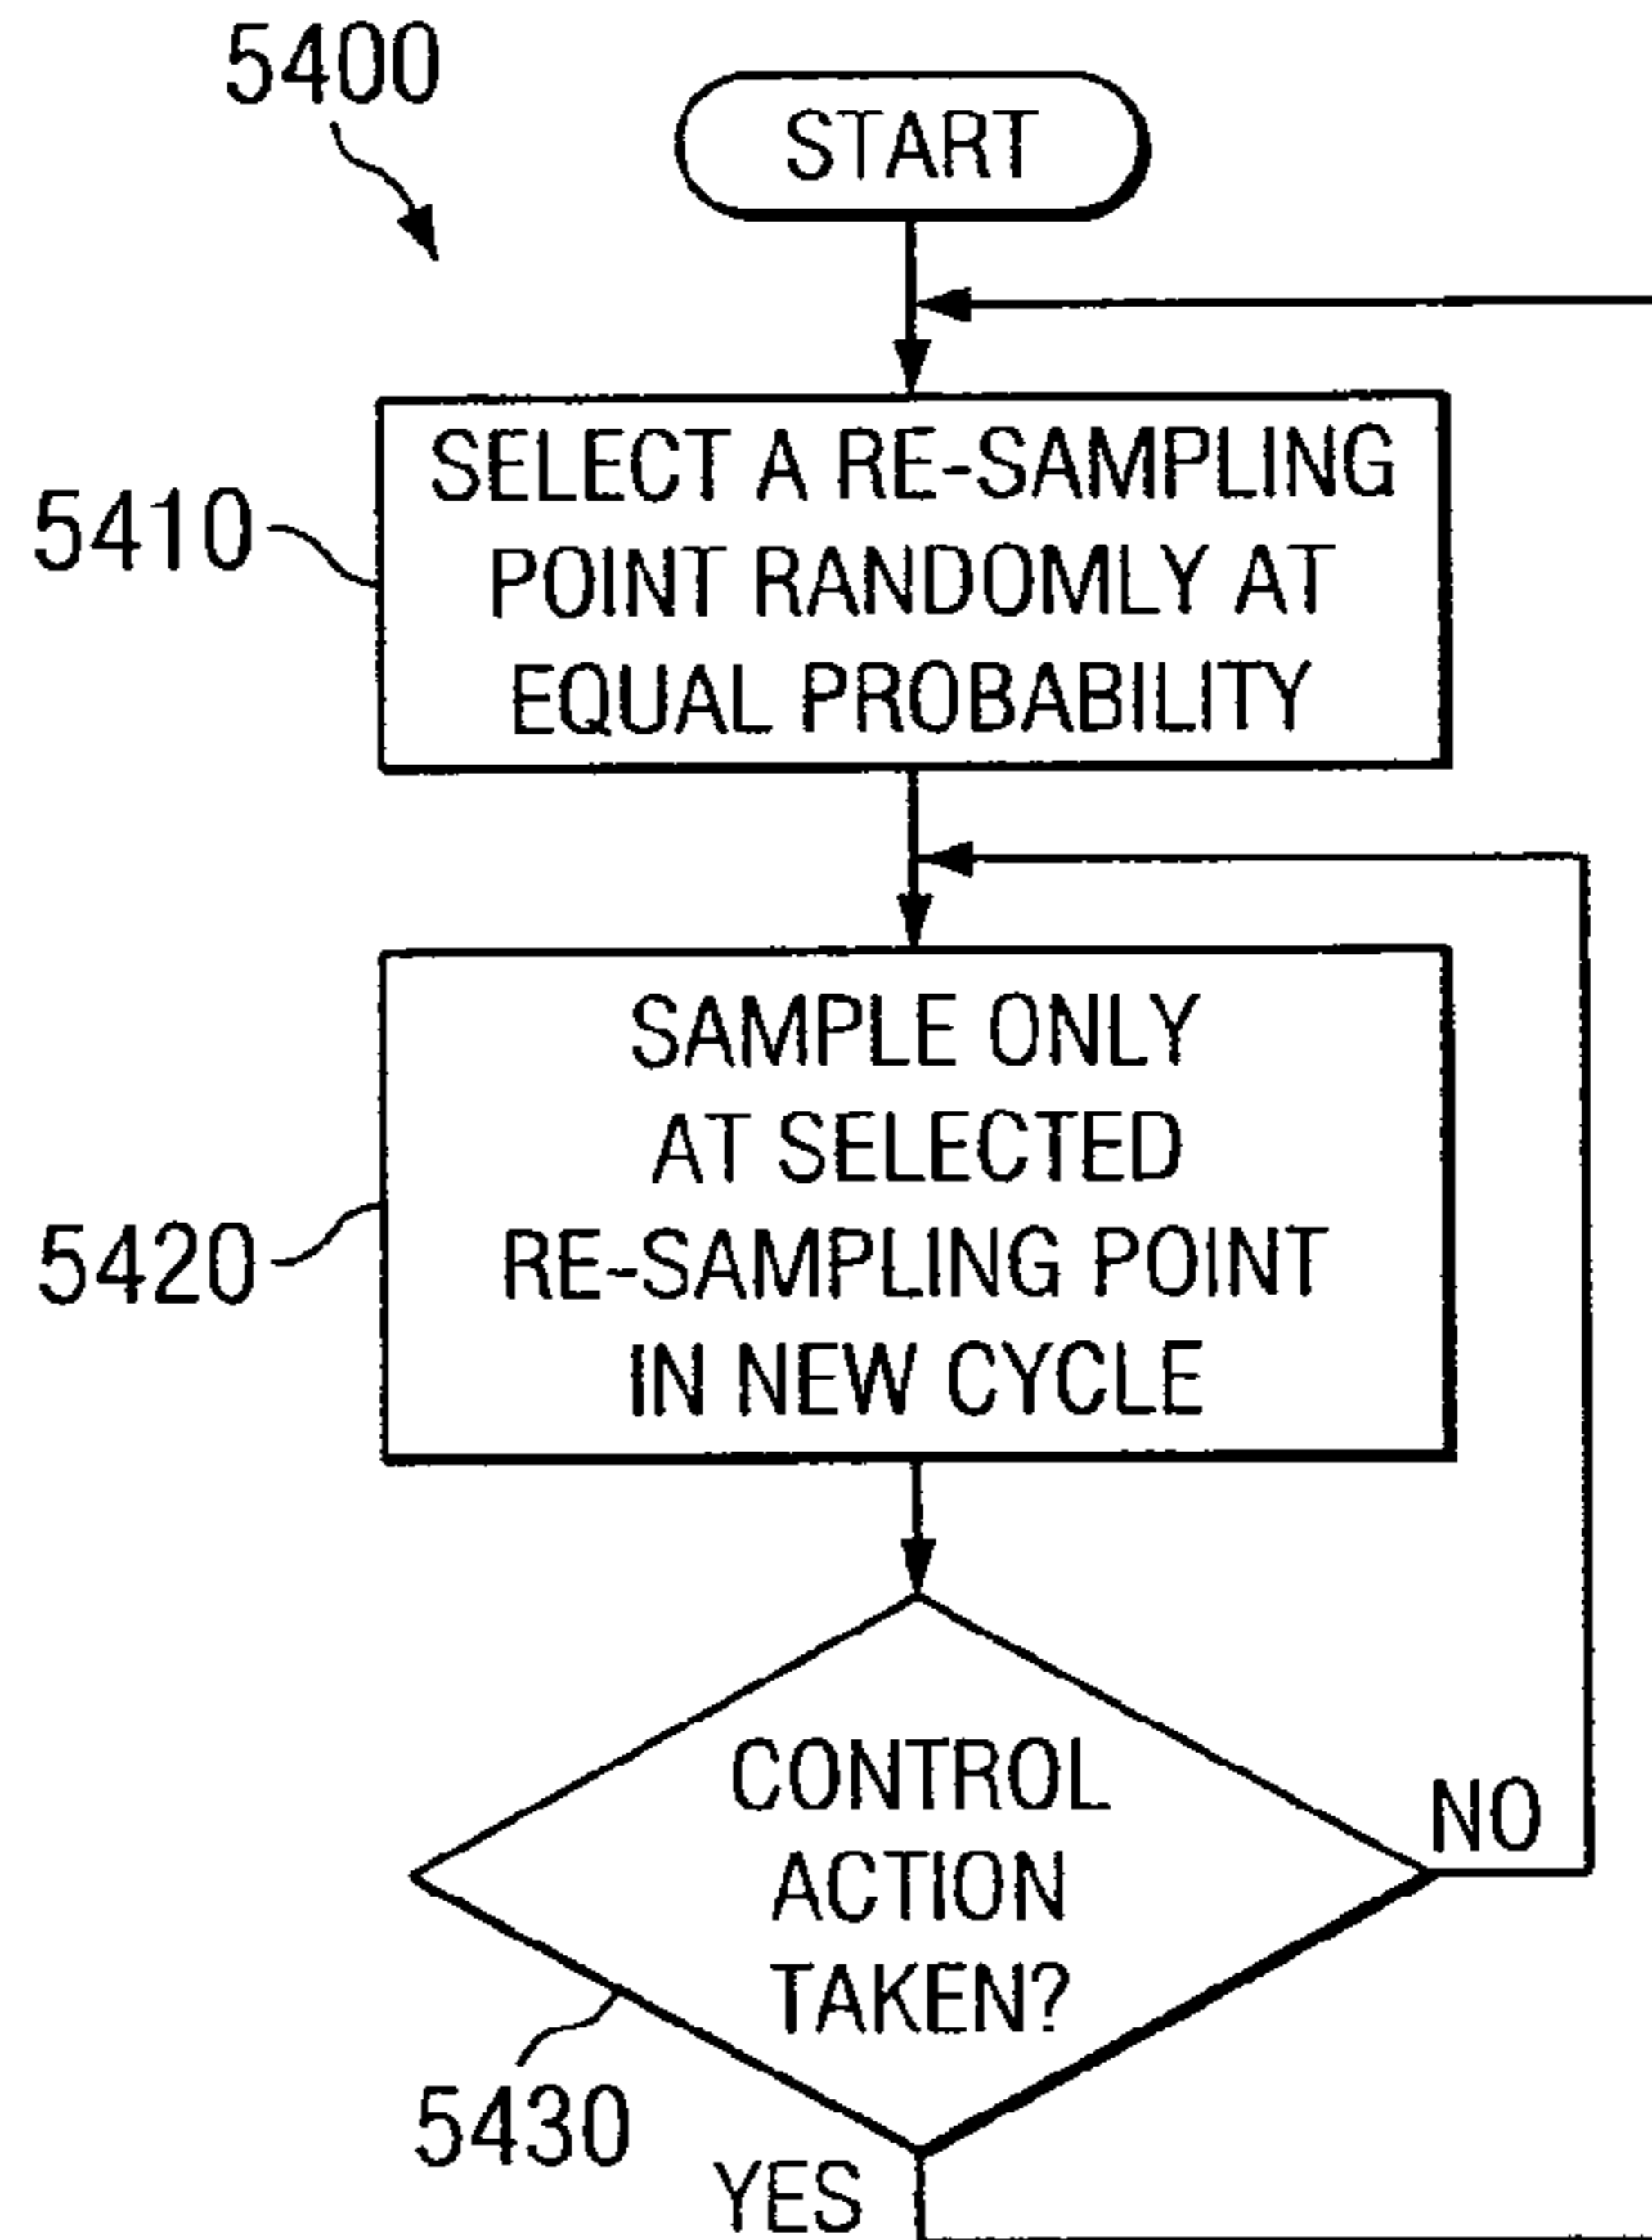 5400
START
5410
SELECT A RE-SAMPLING
POINT RANDOMLY AT
EQUAL PROBABILITY
5420
SAMPLE ONLY
AT SELECTED
RE-SAMPLING POINT
IN NEW CYCLE
CONTROL
ACTION
TAKEN?
NO
5430
YES